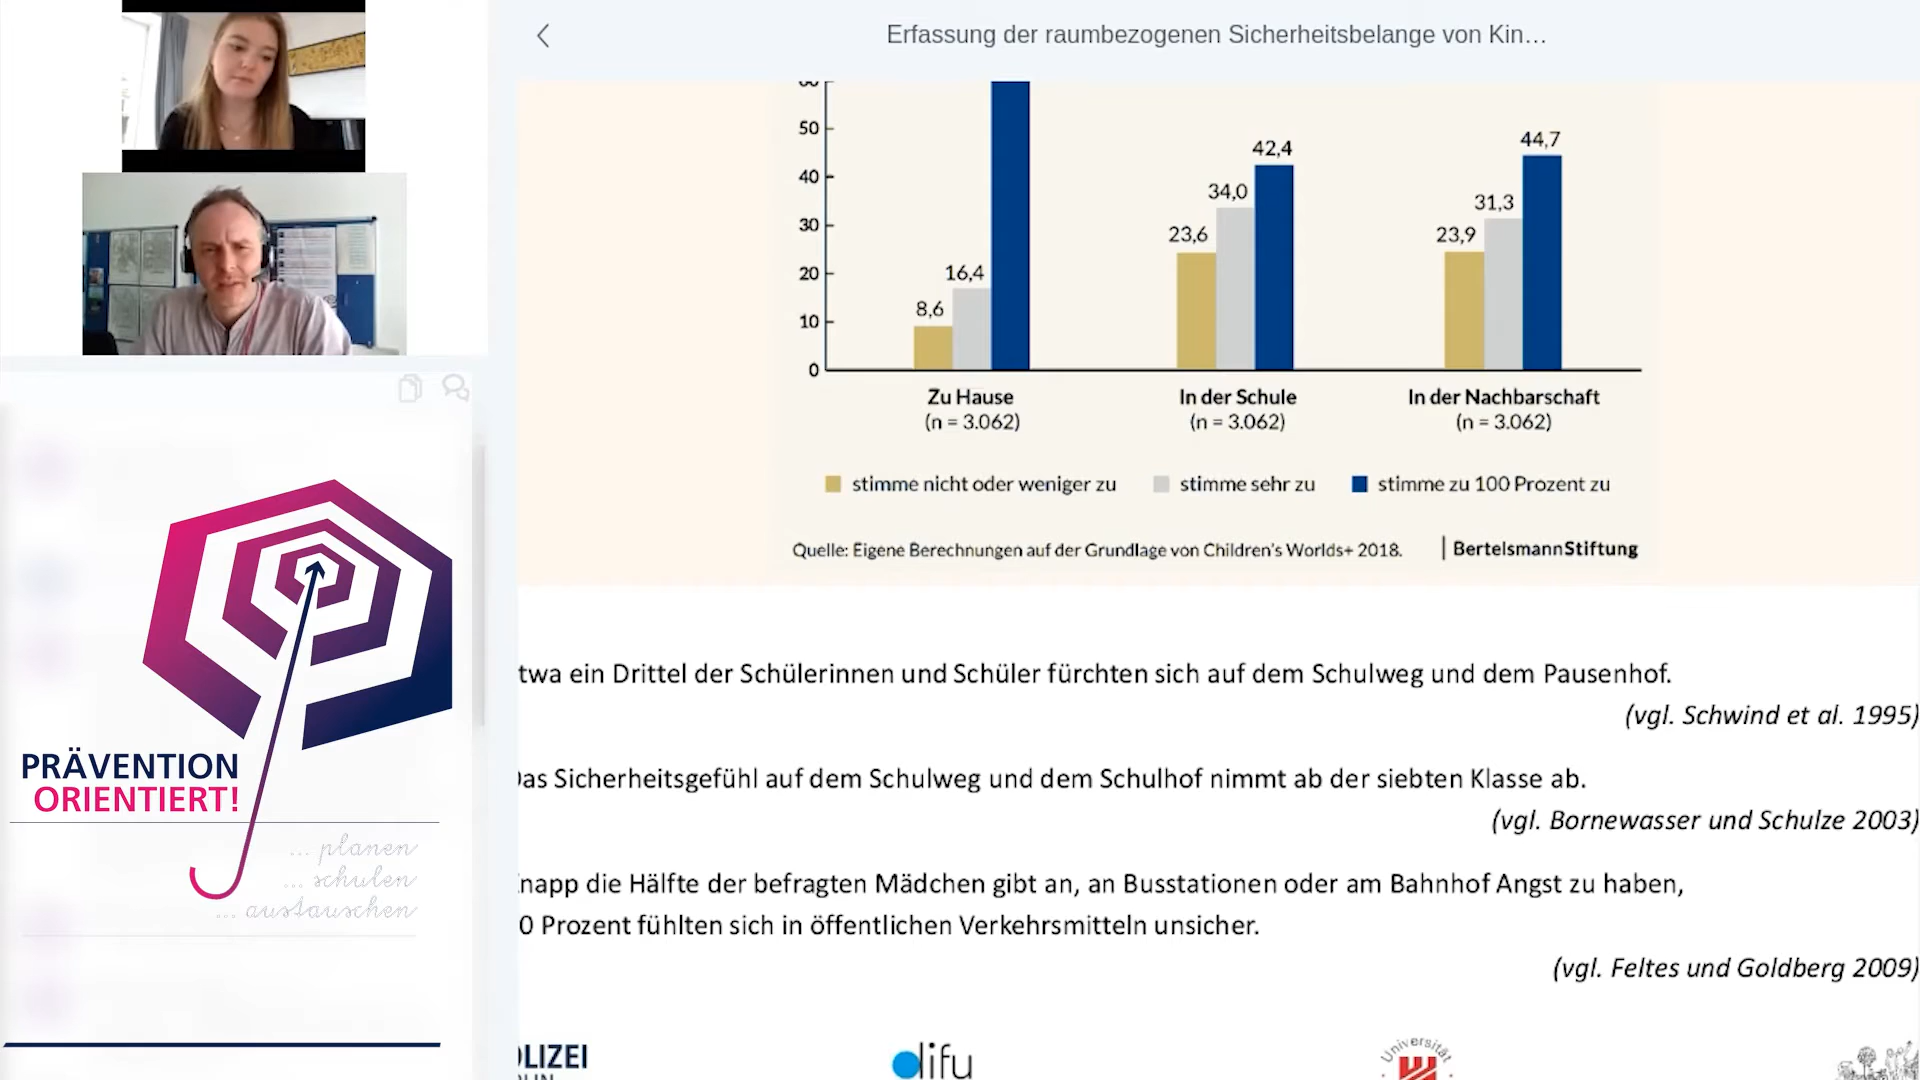 Erfassung der raumbezogenen Sicherheitsbelange von Kin...
50
40
30
20
10
0
8,6
16,4
23,6
34,0
42,4
23,9
31,3
44,7
Zu Hause
(n = 3.062)
In der Schule
(n = 3.062)
In der Nachbarschaft
(n = 3.062)
stimme nicht oder weniger zu
stimme sehr zu
stimme zu 100 Prozent zu
Quelle: Eigene Berechnungen auf der Grundlage von Children's Worlds+ 2018.
BertelsmannStiftung
twa ein Drittel der Schülerinnen und Schüler fürchten sich auf dem Schulweg und dem Pausenhof.
(vgl. Schwind et al. 1995)
Das Sicherheitsgefühl auf dem Schulweg und dem Schulhof nimmt ab der siebten Klasse ab.
(vgl. Bornewasser und Schulze 2003)
napp die Hälfte der befragten Mädchen gibt an, an Busstationen oder am Bahnhof Angst zu haben,
0 Prozent fühlten sich in öffentlichen Verkehrsmitteln unsicher.
(vgl. Feltes und Goldberg 2009)
LIZEI
difu
Universität
PRÄVENTION
ORIENTIERT!
... planen
... schulen
... austauschen